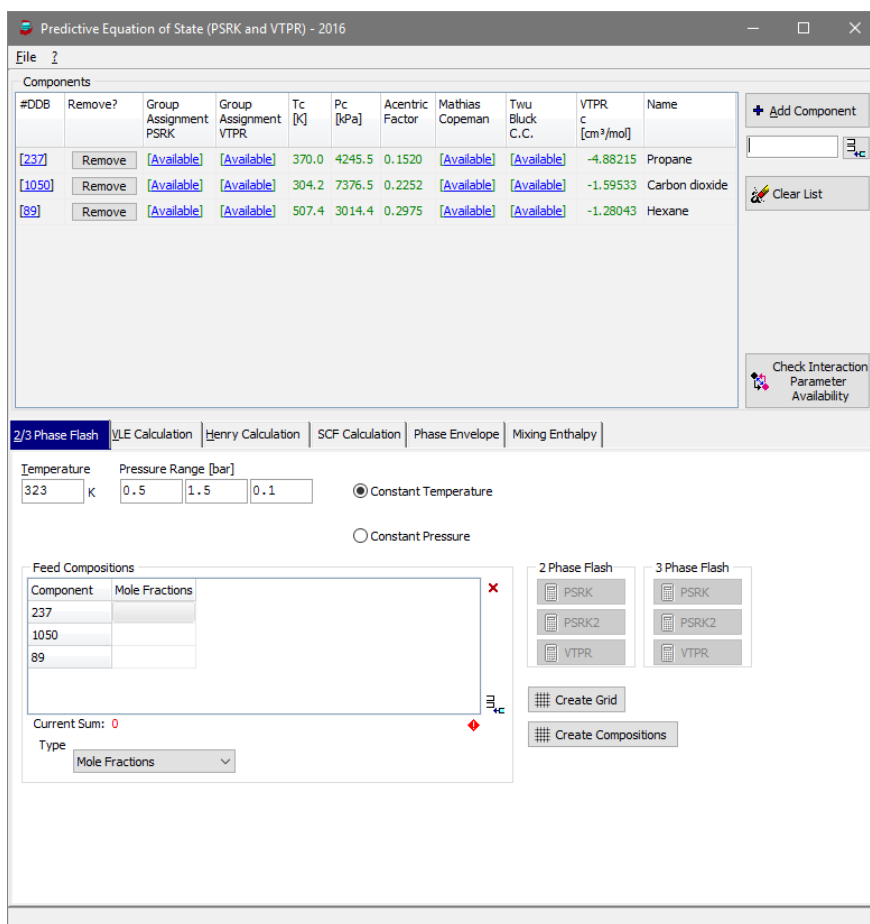 Predictive Equation of State (PSRK and VTPR) - 2016
File ?
Components
#DDB Remove? Group Assignment PSRK Group Assignment VTPR Tc [K] Pc [kPa] Acentric Factor Mathias Copeman Twu Bluck C.C. VTPR c [cm³/mol] Name
[237] Remove [Available] [Available] 370.0 4245.5 0.1520 [Available] [Available] -4.88215 Propane
[1050] Remove [Available] [Available] 304.2 7376.5 0.2252 [Available] [Available] -1.59533 Carbon dioxide
[89] Remove [Available] [Available] 507.4 3014.4 0.2975 [Available] [Available] -1.28043 Hexane
Add Component
Clear List
Check Interaction
Parameter
Availability
2/3 Phase Flash VLE Calculation Henry Calculation SCF Calculation Phase Envelope Mixing Enthalpy
Temperature Pressure Range [bar]
323 K 0.5 1.5 0.1 Constant Temperature
Constant Pressure
Feed Compositions
Component Mole Fractions
237
1050
89
Current Sum: 0
Type
Mole Fractions
2 Phase Flash 3 Phase Flash
PSRK PSRK
PSRK2 PSRK2
VTPR VTPR
Create Grid
Create Compositions